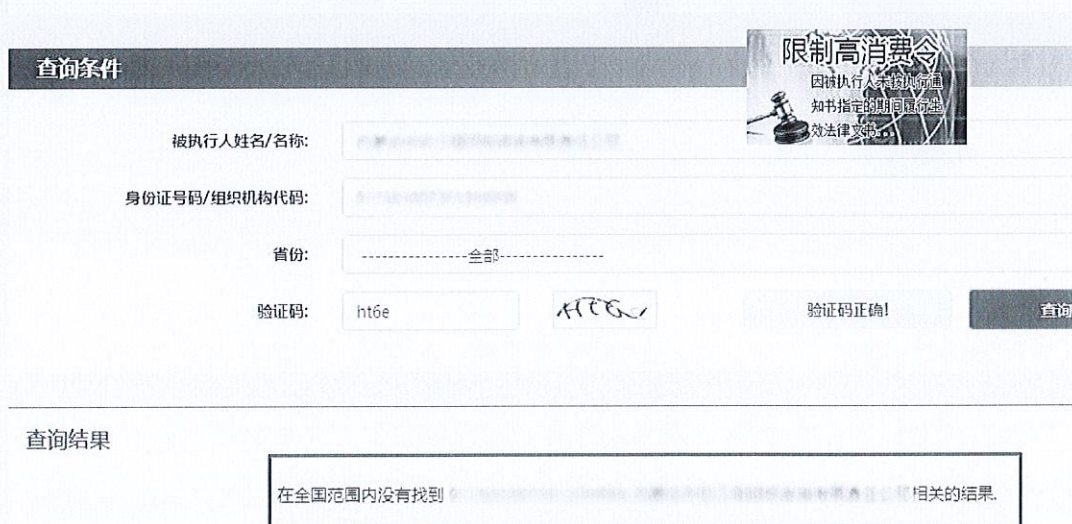 限制高消费令
因被执行人未按执行通
知书指定的期间履行生
效法律文书...
查询条件
被执行人姓名/名称:
身份证号码/组织机构代码:
省份: ----------------全部----------------
验证码: ht6e 验证码正确! 查询
查询结果
在全国范围内没有找到 相关的结果.